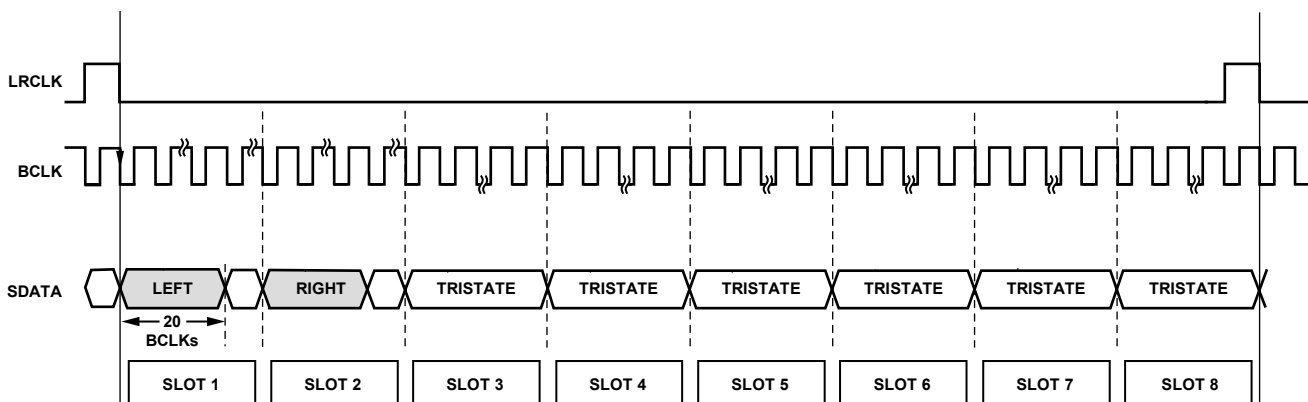 LRCLK
BCLK
SDATA
LEFT
RIGHT
TRISTATE
TRISTATE
TRISTATE
TRISTATE
TRISTATE
TRISTATE
20
BCLKs
SLOT 1
SLOT 2
SLOT 3
SLOT 4
SLOT 5
SLOT 6
SLOT 7
SLOT 8